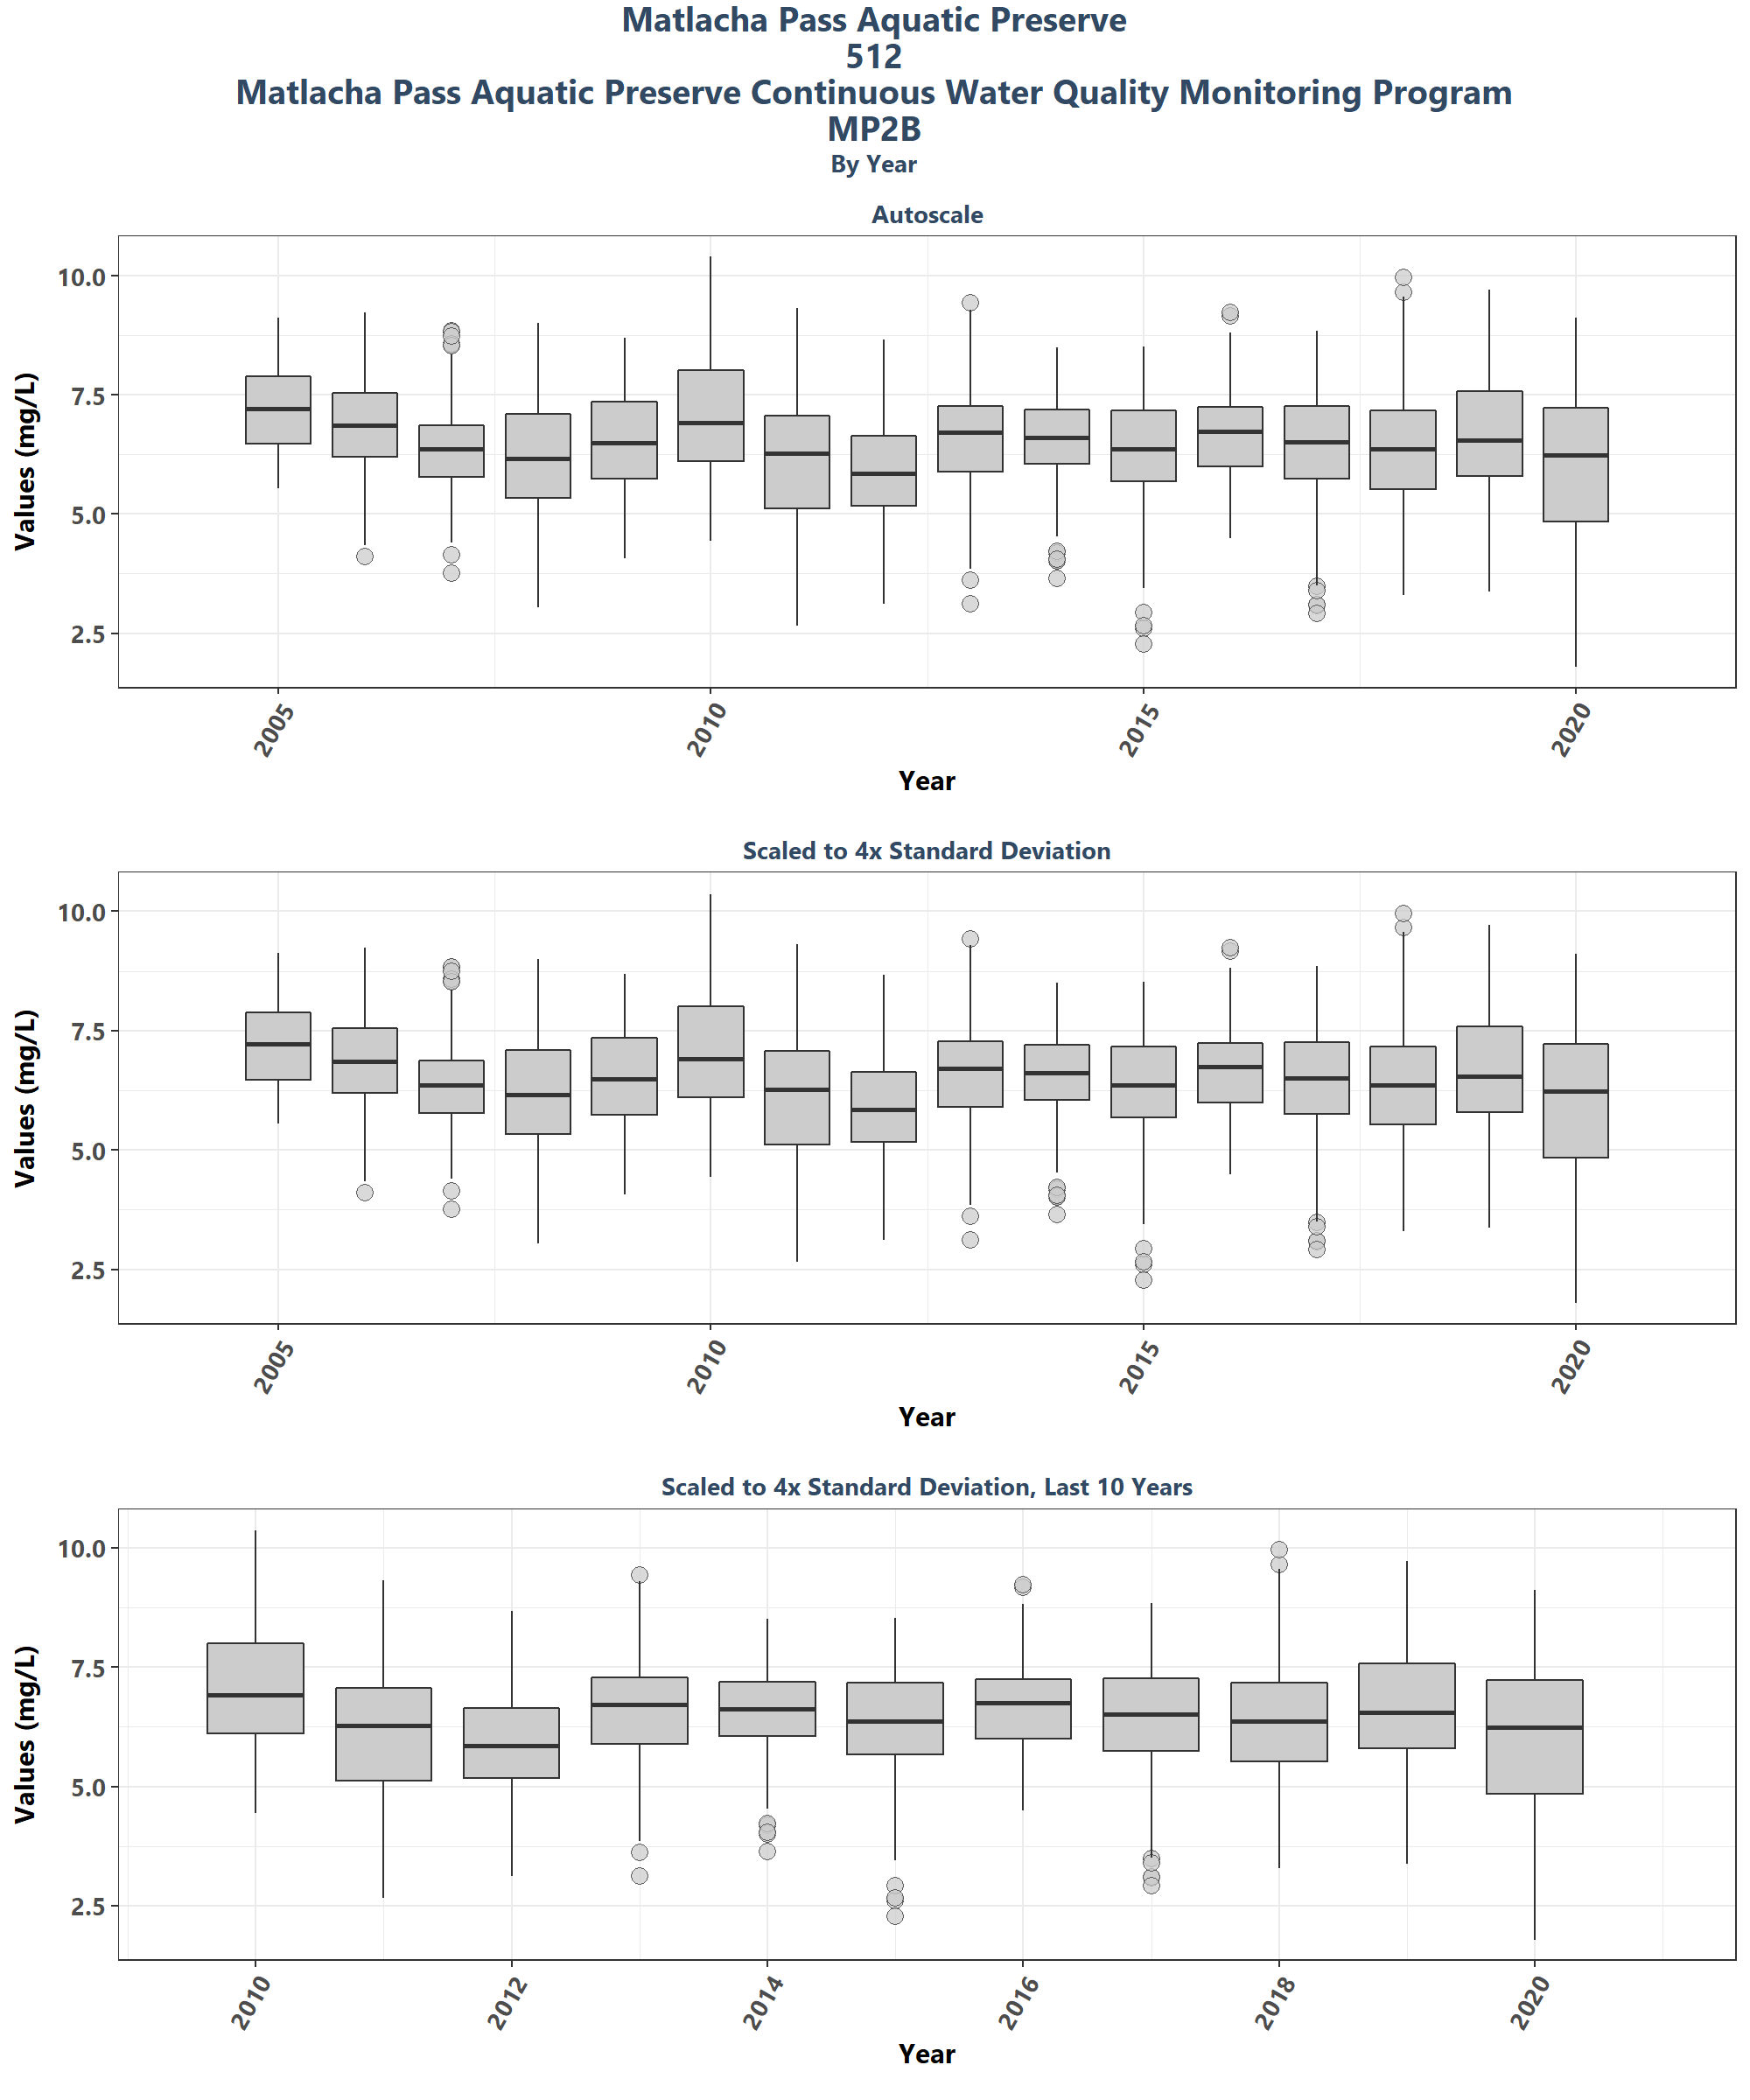 Matlacha Pass Aquatic Preserve
512
Matlacha Pass Aquatic Preserve Continuous Water Quality Monitoring Program
MP2B
By Year
Autoscale
Values (mg/L)
10.0
7.5
5.0
2.5
2005 2010 2015 2020
Year
Scaled to 4x Standard Deviation
Values (mg/L)
10.0
7.5
5.0
2.5
2005 2010 2015 2020
Year
Scaled to 4x Standard Deviation, Last 10 Years
Values (mg/L)
10.0
7.5
5.0
2.5
2010 2012 2014 2016 2018 2020
Year